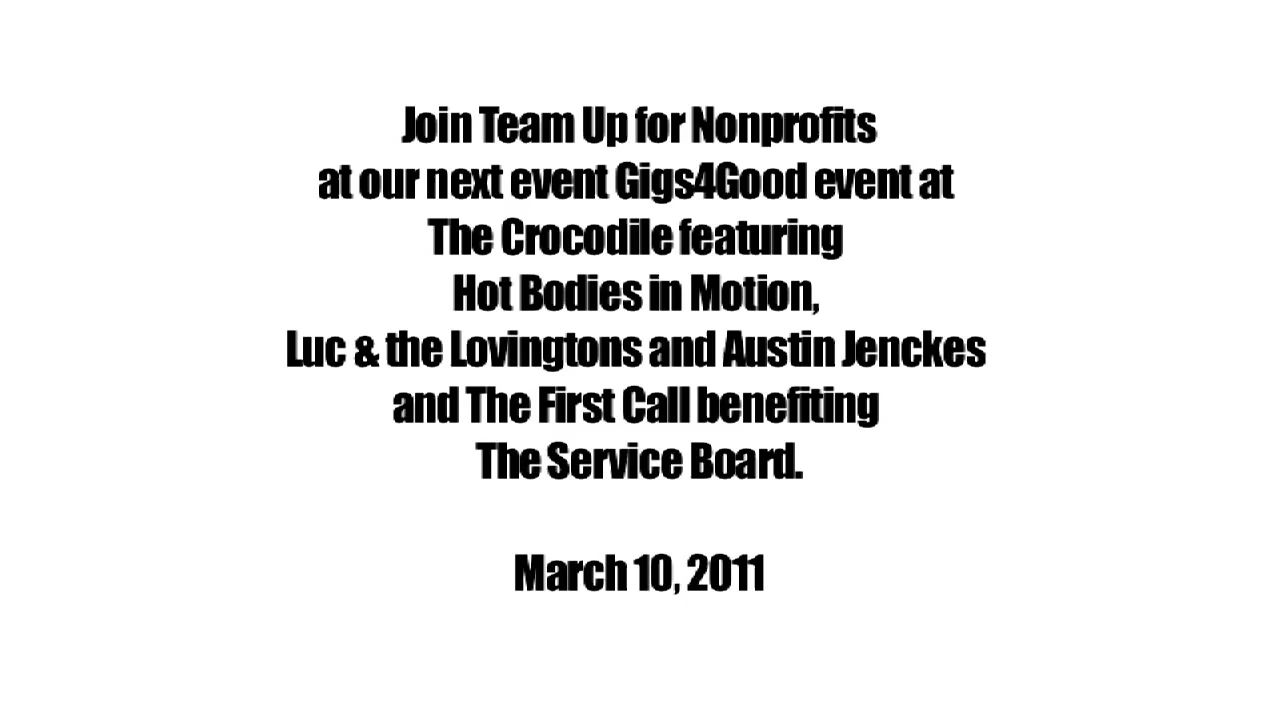 Join Team Up for Nonprofits
at our next event Gigs4Good event at
The Crocodile featuring
Hot Bodies in Motion,
Luc & the Lovingtons and Austin Jenckes
and The First Call benefiting
The Service Board.
March 10, 2011